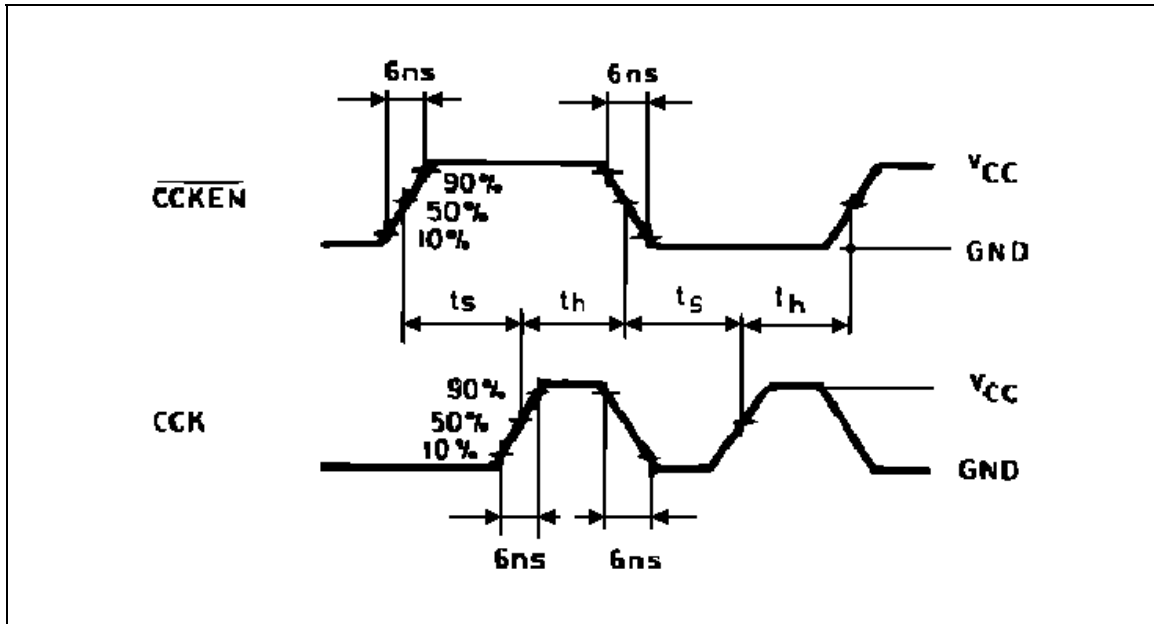 6ns 6ns
CCKEN
90%
50%
10%
VCC
GND
ts th ts th
CCK
90%
50%
10%
VCC
GND
6ns 6ns